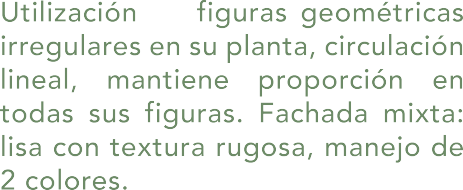 Utilización figuras geométricas
irregulares en su planta, circulación
lineal, mantiene proporción en
todas sus figuras. Fachada mixta:
lisa con textura rugosa, manejo de
2 colores.